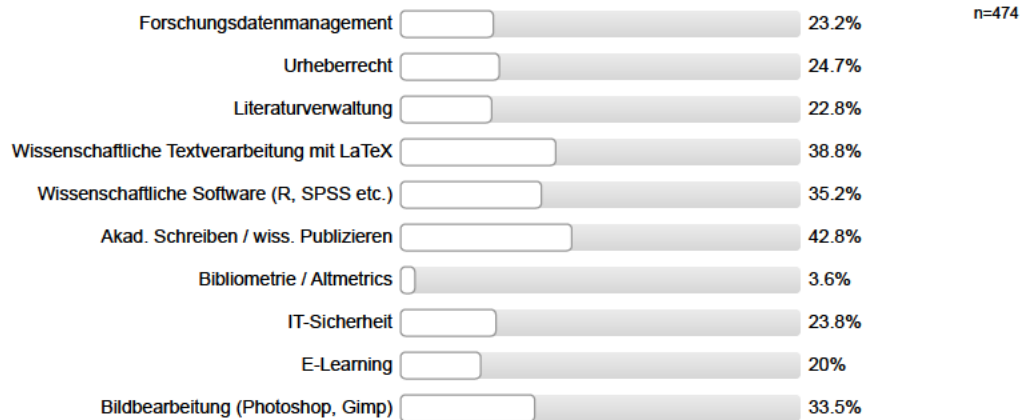 Forschungsdatenmanagement 23.2% n=474
Urheberrecht 24.7%
Literaturverwaltung 22.8%
Wissenschaftliche Textverarbeitung mit LaTeX 38.8%
Wissenschaftliche Software (R, SPSS etc.) 35.2%
Akad. Schreiben / wiss. Publizieren 42.8%
Bibliometrie / Altmetrics 3.6%
IT-Sicherheit 23.8%
E-Learning 20%
Bildbearbeitung (Photoshop, Gimp) 33.5%